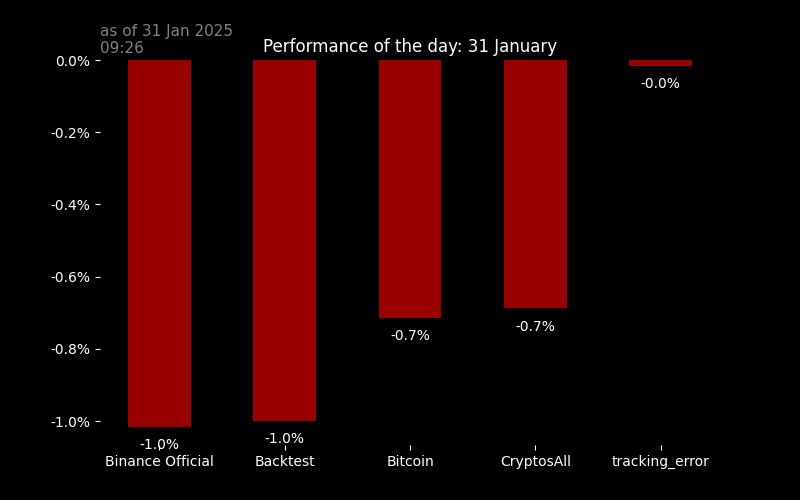 as of 31 Jan 2025
09:26
Performance of the day: 31 January
0.0%
-0.2%
-0.4%
-0.6%
-0.8%
-1.0%
-0.0%
-0.7%
-0.7%
-1.0%
-1.0%
Binance Official
Backtest
Bitcoin
CryptosAll
tracking_error